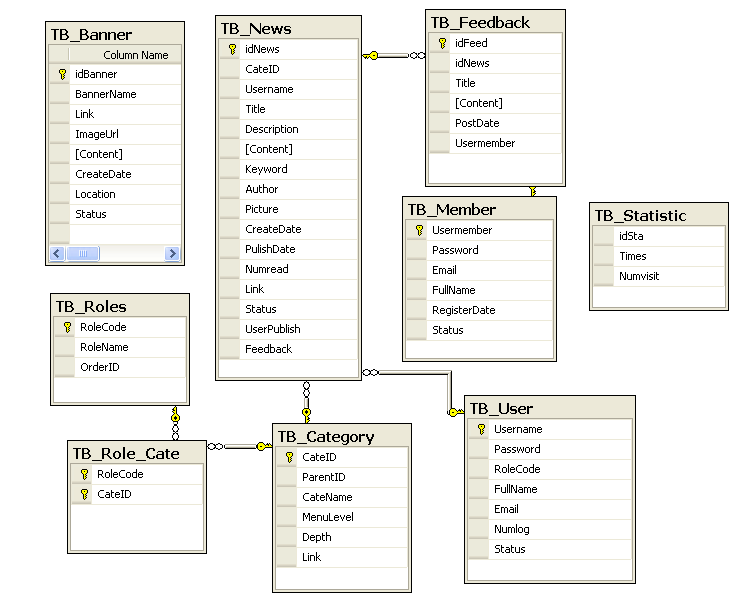 TB_Banner
Column Name
idBanner
BannerName
Link
ImageUrl
[Content]
CreateDate
Location
Status
TB_News
idNews
CateID
Username
Title
Description
[Content]
Keyword
Author
Picture
CreateDate
PulishDate
Numread
Link
Status
UserPublish
Feedback
TB_Feedback
idFeed
idNews
Title
[Content]
PostDate
Usermember
TB_Member
Usermember
Password
Email
FullName
RegisterDate
Status
TB_Statistic
idSta
Times
Numvisit
TB_Roles
RoleCode
RoleName
OrderID
TB_Role_Cate
RoleCode
CateID
TB_Category
CateID
ParentID
CateName
MenuLevel
Depth
Link
TB_User
Username
Password
RoleCode
FullName
Email
Numlog
Status